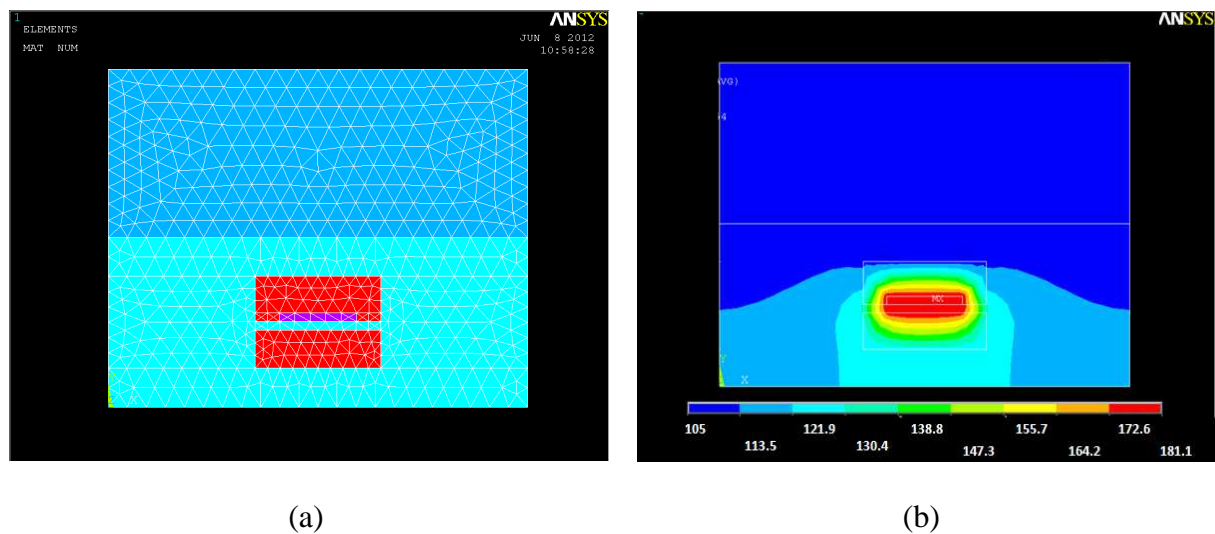 1
ELEMENTS
MAT NUM
ANSYS
JUN 8 2012
10:58:28
X
(a)
ANSYS
(VG)
4
MX
Y
X
105 121.9 138.8 155.7 172.6
113.5 130.4 147.3 164.2 181.1
(b)